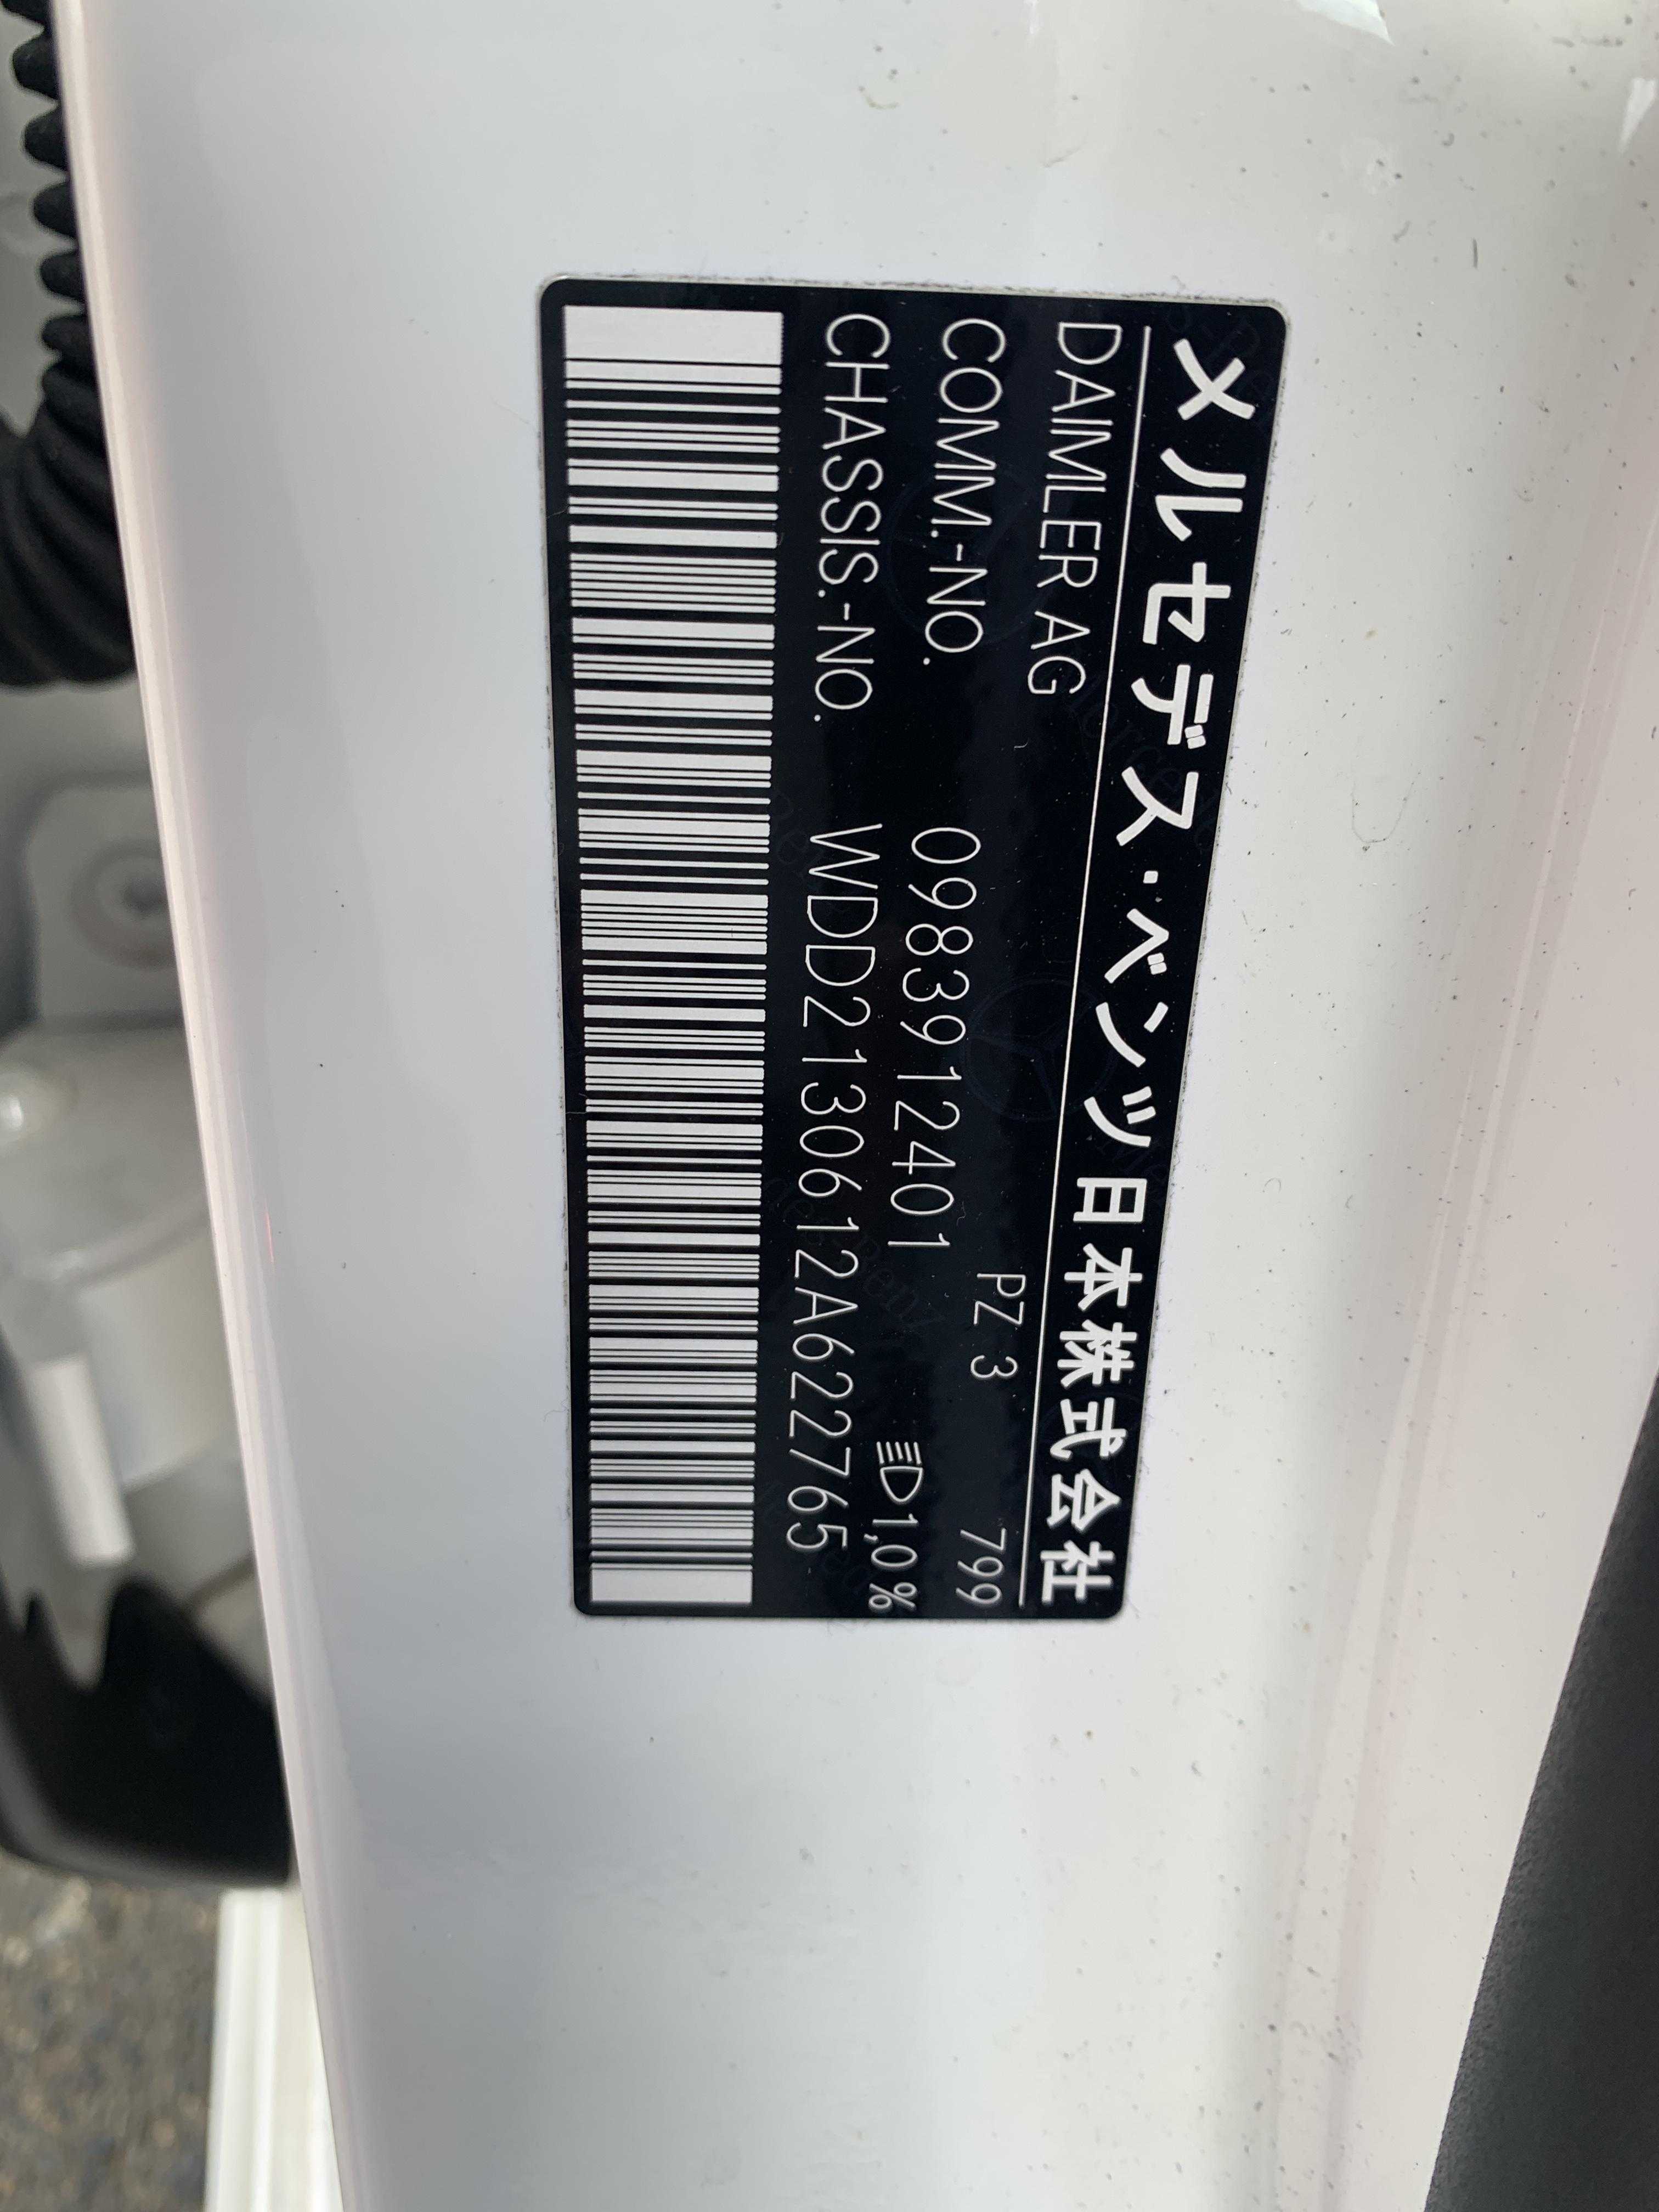 メルセデス・ベンツ日本株式会社
DAIMLER AG PZ 3 799
COMM.-NO. 0983912401 1,0 %
CHASSIS.-NO. WDD2130612A622765